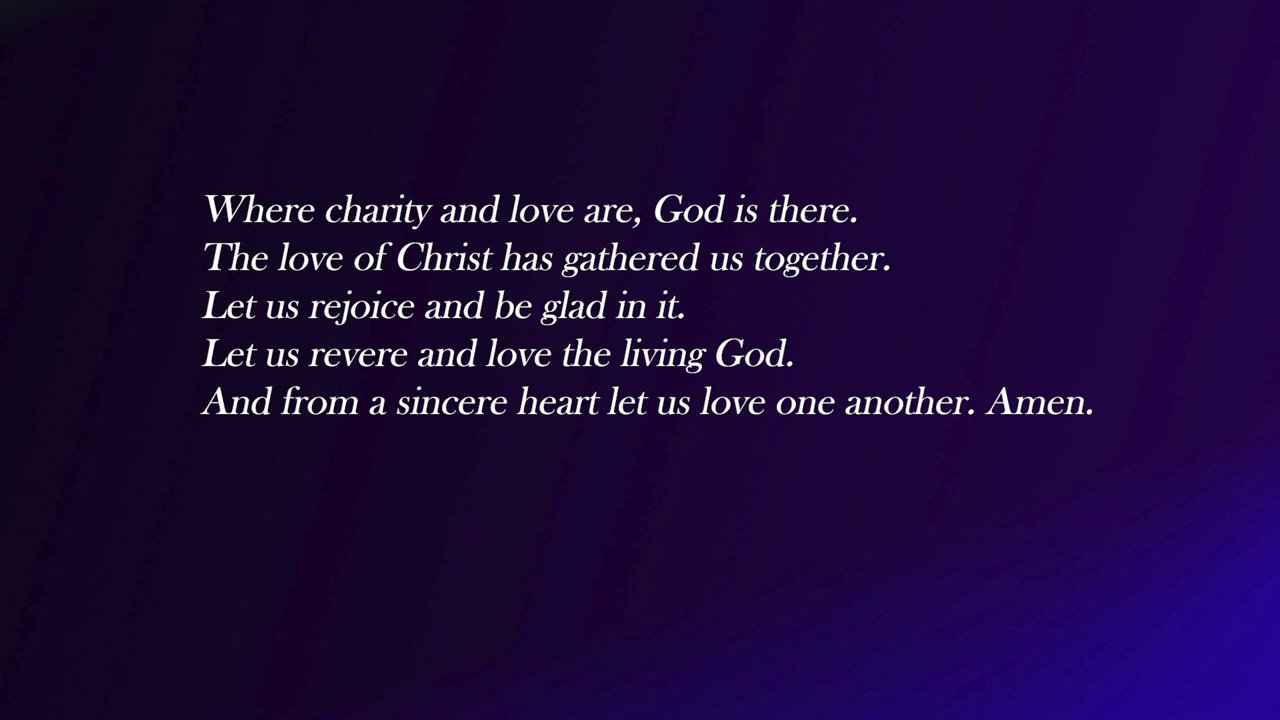 Where charity and love are, God is there.
The love of Christ has gathered us together.
Let us rejoice and be glad in it.
Let us revere and love the living God.
And from a sincere heart let us love one another. Amen.